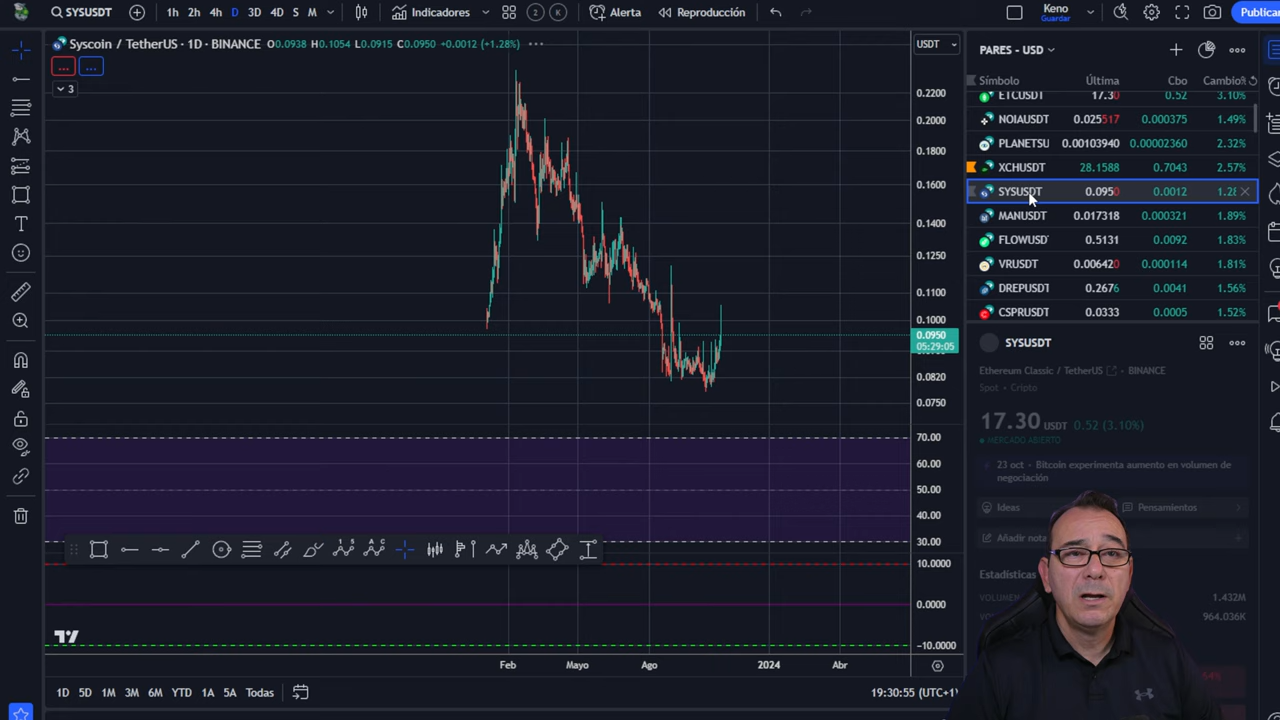 SYSUSDT
1h 2h 4h D 3D 4D S M
Indicadores
2 K
Alerta
Reproducción
Keno
Guardar
Publicar
Syscoin / TetherUS · 1D · BINANCE O0.0938 H0.1054 L0.0915 C0.0950 +0.0012 (+1.28%)
USDT
... ...
3
0.2200
0.2000
0.1800
0.1600
0.1400
0.1250
0.1100
0.1000
0.0950
05:29:05
0.0820
0.0750
70.00
60.00
50.00
40.00
30.00
10.0000
0.0000
−10.0000
Feb Mayo Ago 2024 Abr
1D 5D 1M 3M 6M YTD 1A 5A Todas
19:30:55 (UTC+1)
PARES - USD
Símbolo Última Cbo Cambio%
ETCUSDT 17.30 0.52 3.10%
NOIAUSDT 0.025517 0.000375 1.49%
PLANETSU 0.00103940 0.00002360 2.32%
XCHUSDT 28.1588 0.7043 2.57%
SYSUSDT 0.0950 0.0012 1.28
MANUSDT 0.017318 0.000321 1.89%
FLOWUSD 0.5131 0.0092 1.83%
VRUSDT 0.006420 0.000114 1.81%
DREPUSDT 0.2676 0.0041 1.56%
CSPRUSDT 0.0333 0.0005 1.52%
SYSUSDT
Ethereum Classic / TetherUS · BINANCE
Spot • Cripto
17.30 USDT 0.52 (3.10%)
MERCADO ABIERTO
23 oct · Bitcoin experimenta aumento en volumen de
negociación
Ideas
Pensamientos
Añadir nota
Estadísticas
1.432M
964.036K